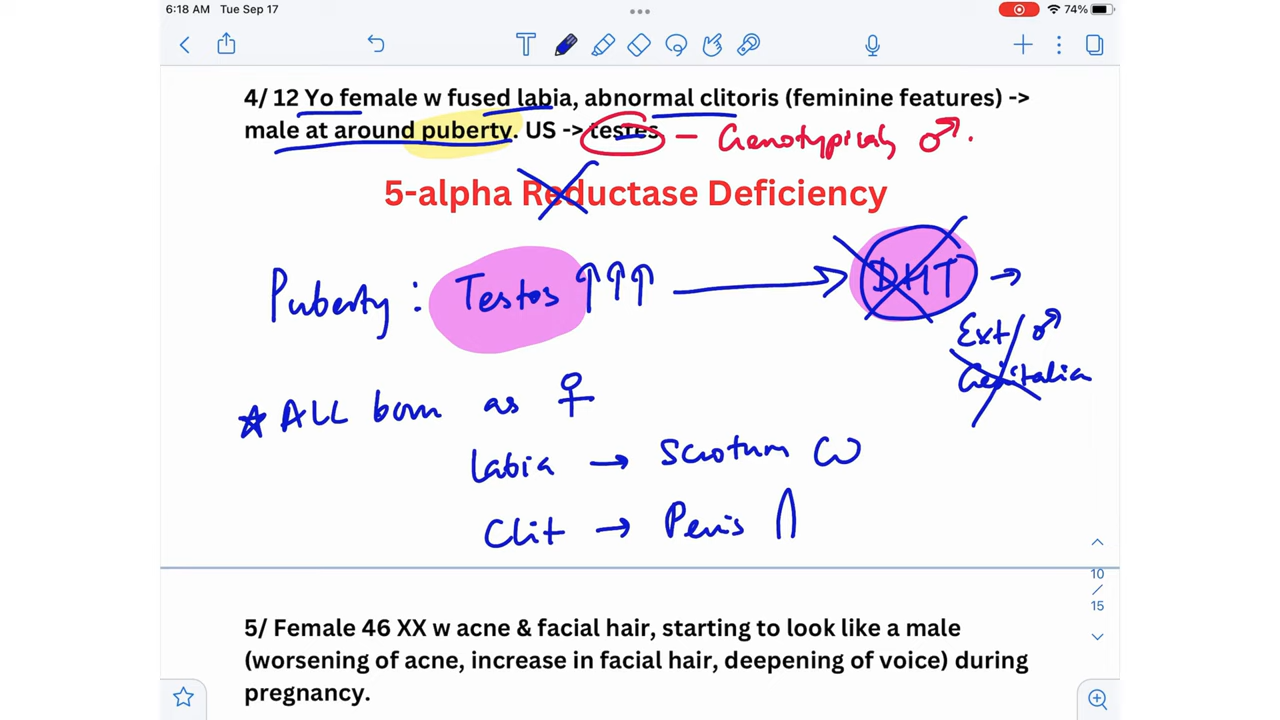 6:18 AM Tue Sep 17
74%
4/ 12 Yo female w fused labia, abnormal clitoris (feminine features) ->
male at around puberty. US -> testes. — Genotypically ♂.
5-alpha Reductase Deficiency
Puberty : Testos ↑↑↑ → DHT →
Ext ♂
Genitalia
☆ ALL born as ♀
Labia → Scrotum
Clit → Penis
10
/
15
5/ Female 46 XX w acne & facial hair, starting to look like a male
(worsening of acne, increase in facial hair, deepening of voice) during
pregnancy.